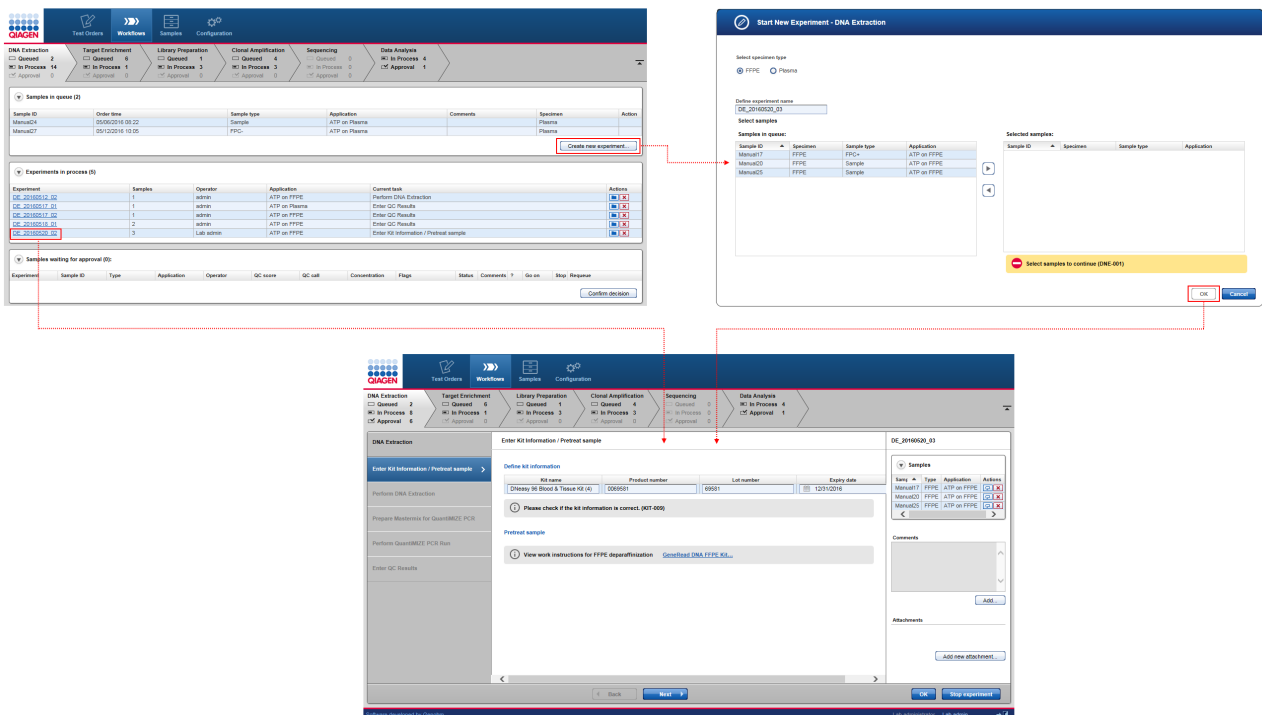 QIAGEN
Test Orders Workflows Samples Configuration
DNA Extraction Target Enrichment Library Preparation Clonal Amplification Sequencing Data Analysis
Queued 2 Queued 6 Queued 1 Queued 4 Queued 0 In Process 4
In Process 14 In Process 1 In Process 3 In Process 3 In Process 0 Approval 1
Approval 0 Approval 0 Approval 0 Approval 0 Approval 0
Samples in queue (2)
Sample ID Order time Sample type Application Comments Specimen Action
Manual24 05/06/2016 08:22 Sample ATP on Plasma Plasma
Manual27 05/12/2016 10:05 FPC- ATP on Plasma Plasma
Create new experiment...
Experiments in process (5)
Experiment Samples Operator Application Current task Actions
DE_20160512_02 1 admin ATP on FFPE Perform DNA Extraction
DE_20160517_01 1 admin ATP on Plasma Enter QC Results
DE_20160517_02 1 admin ATP on FFPE Enter QC Results
DE_20160518_01 2 admin ATP on FFPE Enter QC Results
DE_20160520_02 3 Lab admin ATP on FFPE Enter Kit Information / Pretreat sample
Samples waiting for approval (0):
Experiment Sample ID Type Application Operator QC score QC call Concentration Flags Status Comments ? Go on Stop Requeue
Confirm decision
Start New Experiment - DNA Extraction
Select specimen type
FFPE Plasma
Define experiment name
DE_20160520_03
Select samples
Samples in queue: Selected samples:
Sample ID Specimen Sample type Application Sample ID Specimen Sample type Application
Manual17 FFPE FPC+ ATP on FFPE
Manual20 FFPE Sample ATP on FFPE
Manual25 FFPE Sample ATP on FFPE
Select samples to continue (DNE-001)
OK Cancel
QIAGEN
Test Orders Workflows Samples Configuration
DNA Extraction Target Enrichment Library Preparation Clonal Amplification Sequencing Data Analysis
Queued 2 Queued 6 Queued 1 Queued 4 Queued 0 In Process 4
In Process 8 In Process 1 In Process 3 In Process 3 In Process 0 Approval 1
Approval 6 Approval 0 Approval 0 Approval 0 Approval 0
DNA Extraction
Enter Kit Information / Pretreat sample
Perform DNA Extraction
Prepare Mastermix for QuantiMIZE PCR
Perform QuantiMIZE PCR Run
Enter QC Results
Enter Kit Information / Pretreat sample
Define kit information
Kit name Product number Lot number Expiry date
DNeasy 96 Blood & Tissue Kit (4) 0069581 69581 12/31/2016
Please check if the kit information is correct. (KIT-009)
Pretreat sample
View work instructions for FFPE deparaffinization GeneRead DNA FFPE Kit...
DE_20160520_03
Samples
Samp Type Application Actions
Manual17 FFPE ATP on FFPE
Manual20 FFPE ATP on FFPE
Manual25 FFPE ATP on FFPE
Comments
Add...
Attachments
Add new attachment...
Back Next OK Stop experiment